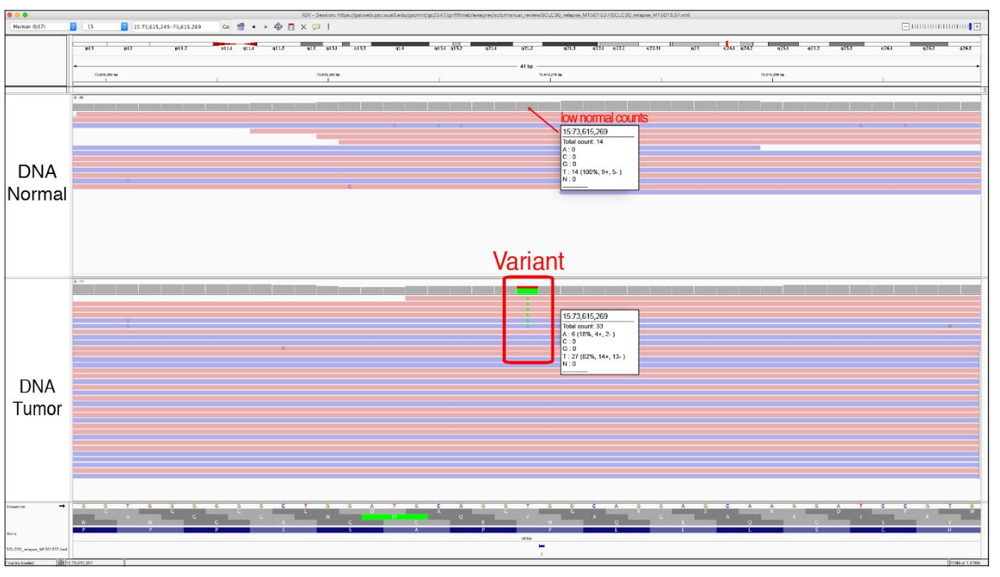 IGV - Session: https://gscweb.gsc.wustl.edu/gscmnt/gc2547/griffithlab/awagner/sclc/manual_review/SCLC30_relapse_M1501537/SCLC30_relapse_M1501537.xml
Human (b37) 15 15:73,615,249-73,615,289 Go
p13 p12 p11.2 p11.1 q11.1 q11.2 q12 q13.1 q13.3 q14 q15.1 q15.2 q21.1 q21.2 q21.3 q22.1 q22.2 q22.31 q23 q24.1 q24.2 q25.1 q25.2 q25.3 q26.1 q26.2 q26.3
41 bp
73,615,250 bp 73,615,260 bp 73,615,270 bp 73,615,280 bp
low normal counts
15:73,615,269
Total count: 14
A : 0
C : 0
G : 0
T : 14 (100%, 9+, 5- )
N : 0
------------
DNA
Normal
G A G G G
G
C
Variant
A
A
A
A
G A
G A G
G
15:73,615,269
Total count: 33
A : 6 (18%, 4+, 2- )
C : 0
G : 0
T : 27 (82%, 14+, 13- )
N : 0
------------
DNA
Tumor
Sequence
G G T G G G G G G C T G G A T G C A G G T G G C A G G A G C A A G G A T C C G T G
G G G G L D A G V R S K D P W
V G G W M Q V A G A K I R
W W G A G C R W Q E Q G S V
Gene
P P P S S A P P L L L S G H
HCN4
SCLC30_relapse_M1501537.bed
T
7 tracks loaded 15:73,615,251 759M of 1,178M